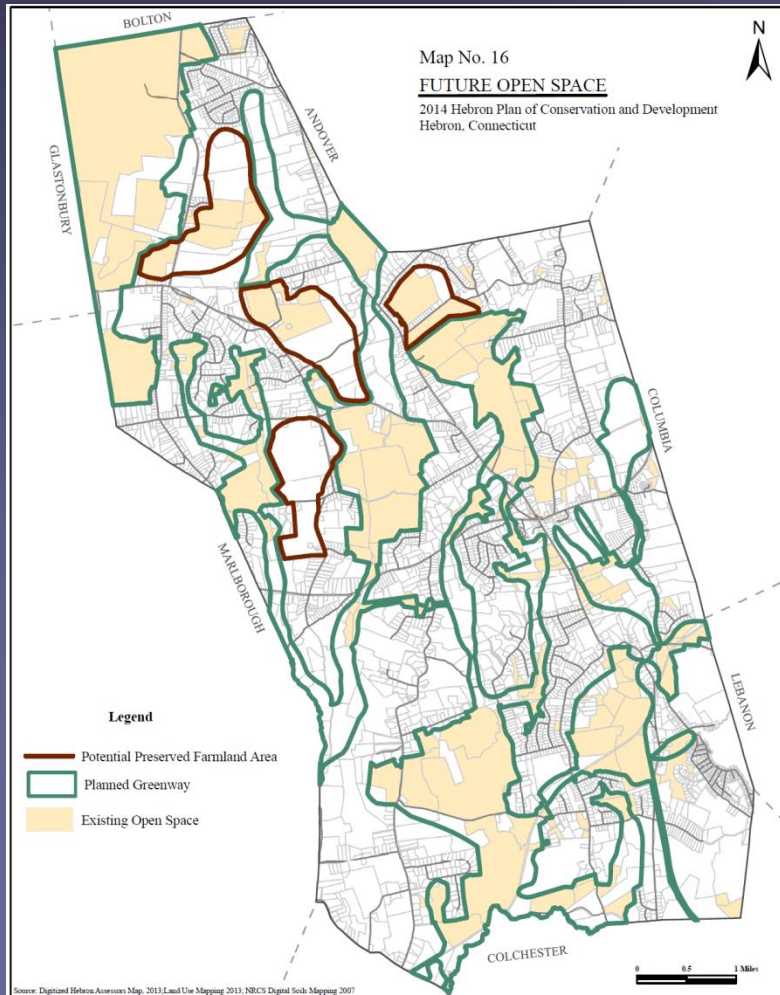 BOLTON
N
Map No. 16
FUTURE OPEN SPACE
2014 Hebron Plan of Conservation and Development
Hebron, Connecticut
ANDOVER
GLASTONBURY
COLUMBIA
MARLBOROUGH
LEBANON
Legend
Potential Preserved Farmland Area
Planned Greenway
Existing Open Space
COLCHESTER
0 0.5 1 Miles
Source: Digitized Hebron Assessors Map, 2013;Land Use Mapping 2013; NRCS Digital Soils Mapping 2007